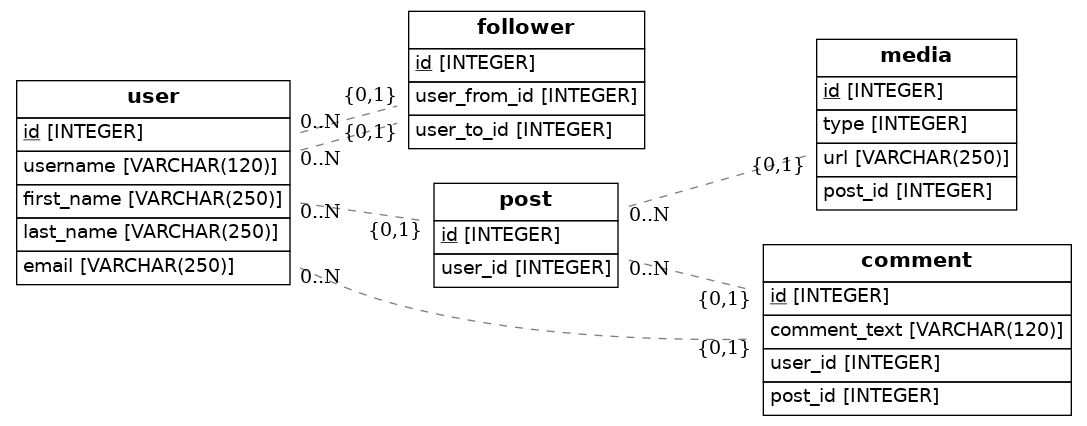 user
id [INTEGER]
username [VARCHAR(120)]
first_name [VARCHAR(250)]
last_name [VARCHAR(250)]
email [VARCHAR(250)]
0..N
0..N
0..N
0..N
{0,1}
{0,1}
{0,1}
follower
id [INTEGER]
user_from_id [INTEGER]
user_to_id [INTEGER]
post
id [INTEGER]
user_id [INTEGER]
0..N
0..N
{0,1}
{0,1}
{0,1}
media
id [INTEGER]
type [INTEGER]
url [VARCHAR(250)]
post_id [INTEGER]
comment
id [INTEGER]
comment_text [VARCHAR(120)]
user_id [INTEGER]
post_id [INTEGER]